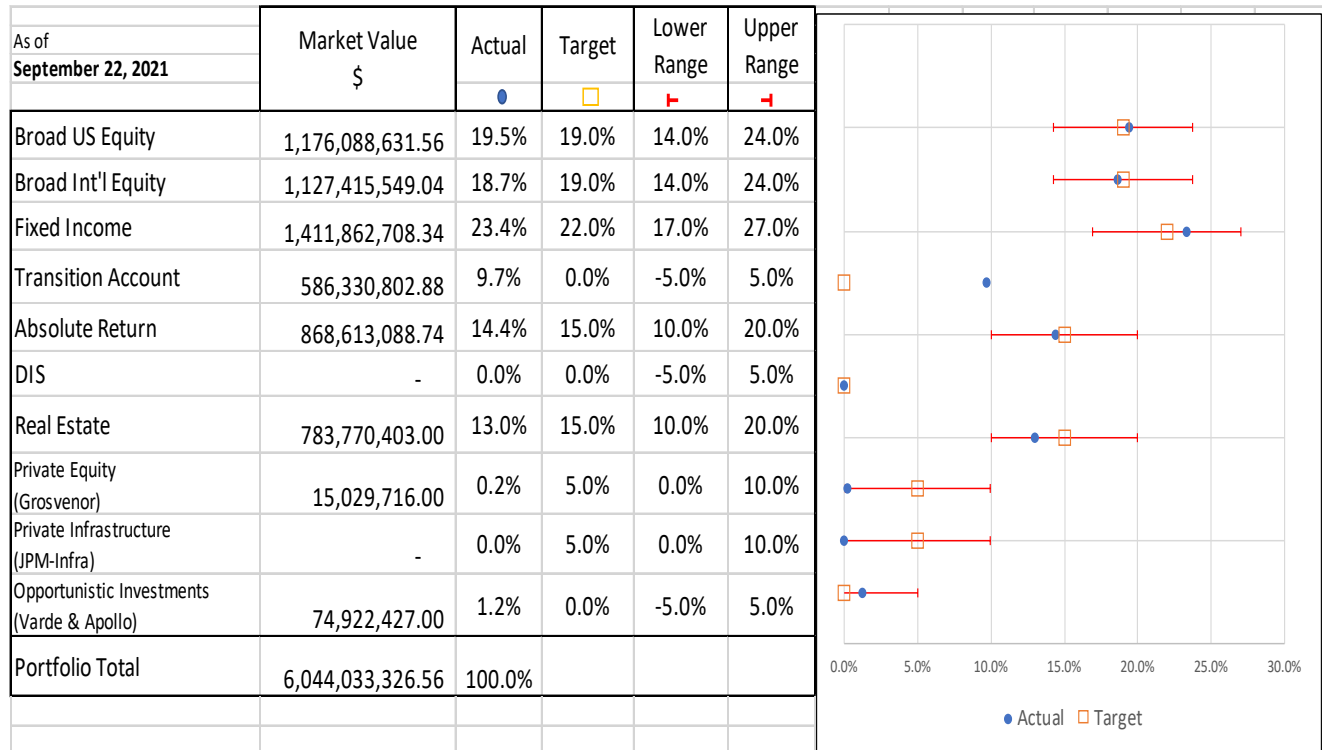 As of
September 22, 2021
Market Value
$
Actual
Target
Lower
Range
Upper
Range
Broad US Equity 1,176,088,631.56 19.5% 19.0% 14.0% 24.0%
Broad Int'l Equity 1,127,415,549.04 18.7% 19.0% 14.0% 24.0%
Fixed Income 1,411,862,708.34 23.4% 22.0% 17.0% 27.0%
Transition Account 586,330,802.88 9.7% 0.0% -5.0% 5.0%
Absolute Return 868,613,088.74 14.4% 15.0% 10.0% 20.0%
DIS - 0.0% 0.0% -5.0% 5.0%
Real Estate 783,770,403.00 13.0% 15.0% 10.0% 20.0%
Private Equity
(Grosvenor) 15,029,716.00 0.2% 5.0% 0.0% 10.0%
Private Infrastructure
(JPM-Infra) - 0.0% 5.0% 0.0% 10.0%
Opportunistic Investments
(Varde & Apollo) 74,922,427.00 1.2% 0.0% -5.0% 5.0%
Portfolio Total 6,044,033,326.56 100.0%
0.0% 5.0% 10.0% 15.0% 20.0% 25.0% 30.0%
Actual Target